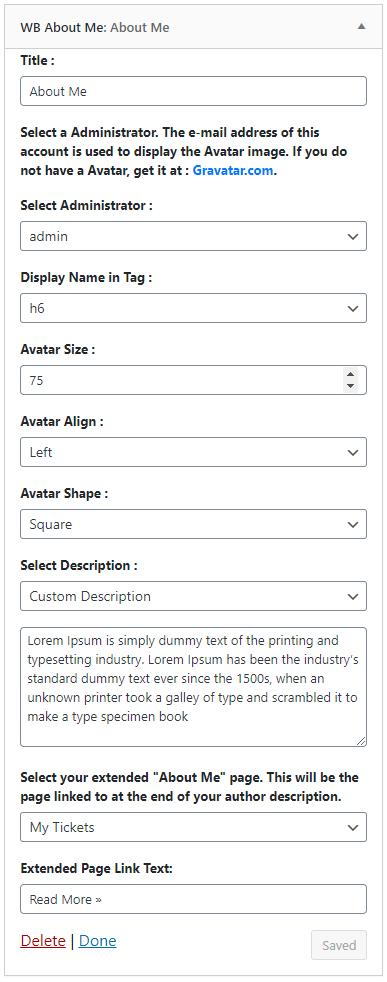 WB About Me: About Me
Title :
About Me
Select a Administrator. The e-mail address of this
account is used to display the Avatar image. If you do
not have a Avatar, get it at : Gravatar.com.
Select Administrator :
admin
Display Name in Tag :
h6
Avatar Size :
75
Avatar Align :
Left
Avatar Shape :
Square
Select Description :
Custom Description
Lorem Ipsum is simply dummy text of the printing and
typesetting industry. Lorem Ipsum has been the industry's
standard dummy text ever since the 1500s, when an
unknown printer took a galley of type and scrambled it to
make a type specimen book
Select your extended "About Me" page. This will be the
page linked to at the end of your author description.
My Tickets
Extended Page Link Text:
Read More »
Delete | Done Saved